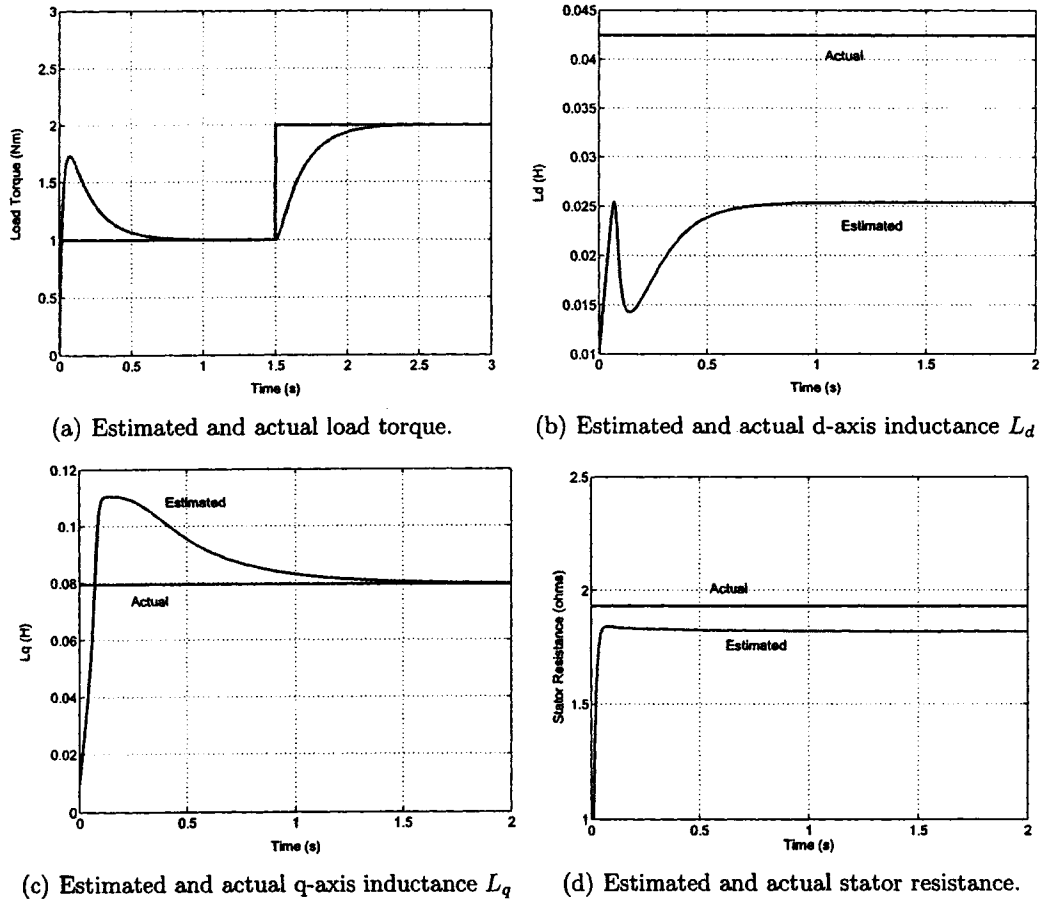 3
2.5
2
1.5
1
0.5
0
Load Torque (Nm)
0 0.5 1 1.5 2 2.5 3
Time (s)
(a) Estimated and actual load torque.
0.045
0.04
0.035
0.03
0.025
0.02
0.015
0.01
Ld (H)
Actual
Estimated
0 0.5 1 1.5 2
Time (s)
(b) Estimated and actual d-axis inductance L_d
0.12
0.1
0.08
0.06
0.04
0.02
0
Lq (H)
Estimated
Actual
0 0.5 1 1.5 2
Time (s)
(c) Estimated and actual q-axis inductance L_q
2.5
2
1.5
1
Stator Resistance (ohms)
Actual
Estimated
0 0.5 1 1.5 2
Time (s)
(d) Estimated and actual stator resistance.